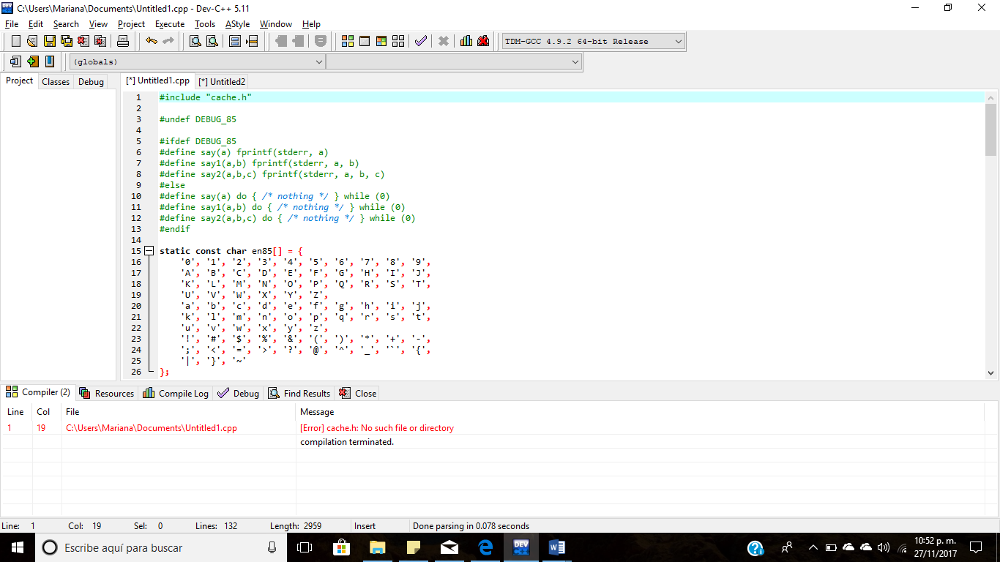 C:\Users\Mariana\Documents\Untitled1.cpp - Dev-C++ 5.11
File Edit Search View Project Execute Tools AStyle Window Help
TDM-GCC 4.9.2 64-bit Release
(globals)
Project Classes Debug [*] Untitled1.cpp [*] Untitled2
1 #include "cache.h"
2
3 #undef DEBUG_85
4
5 #ifdef DEBUG_85
6 #define say(a) fprintf(stderr, a)
7 #define say1(a,b) fprintf(stderr, a, b)
8 #define say2(a,b,c) fprintf(stderr, a, b, c)
9 #else
10 #define say(a) do { /* nothing */ } while (0)
11 #define say1(a,b) do { /* nothing */ } while (0)
12 #define say2(a,b,c) do { /* nothing */ } while (0)
13 #endif
14
15 static const char en85[] = {
16 '0', '1', '2', '3', '4', '5', '6', '7', '8', '9',
17 'A', 'B', 'C', 'D', 'E', 'F', 'G', 'H', 'I', 'J',
18 'K', 'L', 'M', 'N', 'O', 'P', 'Q', 'R', 'S', 'T',
19 'U', 'V', 'W', 'X', 'Y', 'Z',
20 'a', 'b', 'c', 'd', 'e', 'f', 'g', 'h', 'i', 'j',
21 'k', 'l', 'm', 'n', 'o', 'p', 'q', 'r', 's', 't',
22 'u', 'v', 'w', 'x', 'y', 'z',
23 '!', '#', '$', '%', '&', '(', ')', '*', '+', '-',
24 ';', '<', '=', '>', '?', '@', '^', '_', '`', '{',
25 '|', '}', '~'
26 };
Compiler (2) Resources Compile Log Debug Find Results Close
Line Col File Message
1 19 C:\Users\Mariana\Documents\Untitled1.cpp [Error] cache.h: No such file or directory
compilation terminated.
Line: 1 Col: 19 Sel: 0 Lines: 132 Length: 2959 Insert Done parsing in 0.078 seconds
Escribe aquí para buscar
DEV
10:52 p. m.
27/11/2017